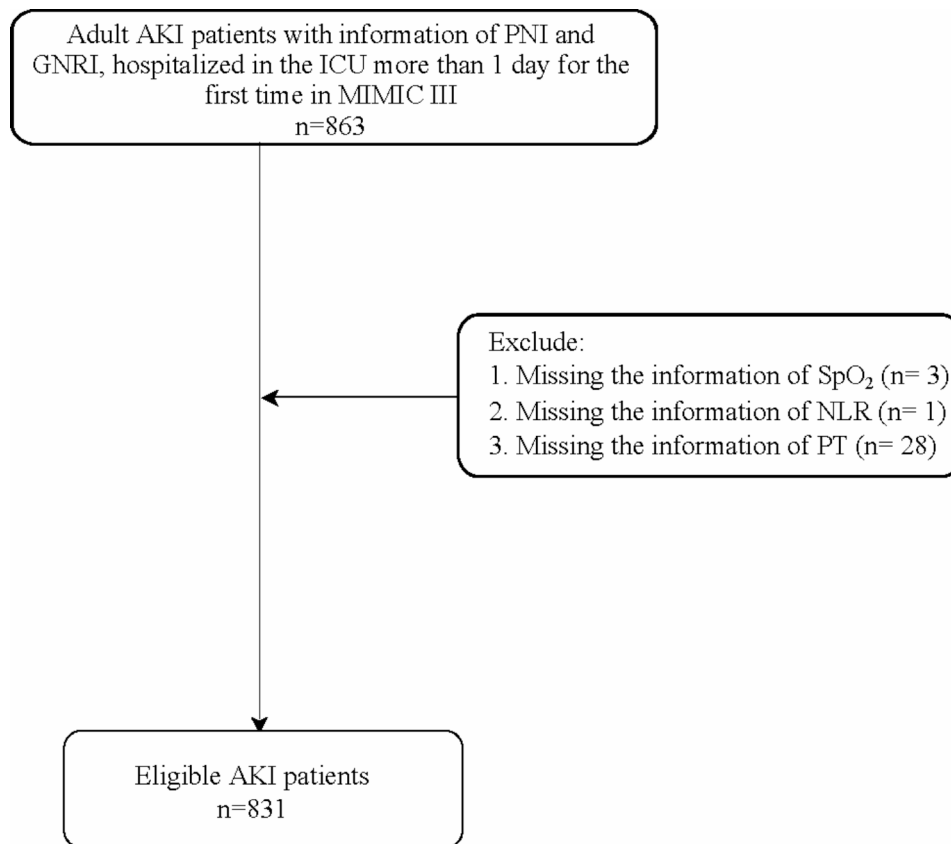 Adult AKI patients with information of PNI and
GNRI, hospitalized in the ICU more than 1 day for the
first time in MIMIC III
n=863
Exclude:
1. Missing the information of SpO₂ (n= 3)
2. Missing the information of NLR (n= 1)
3. Missing the information of PT (n= 28)
Eligible AKI patients
n=831